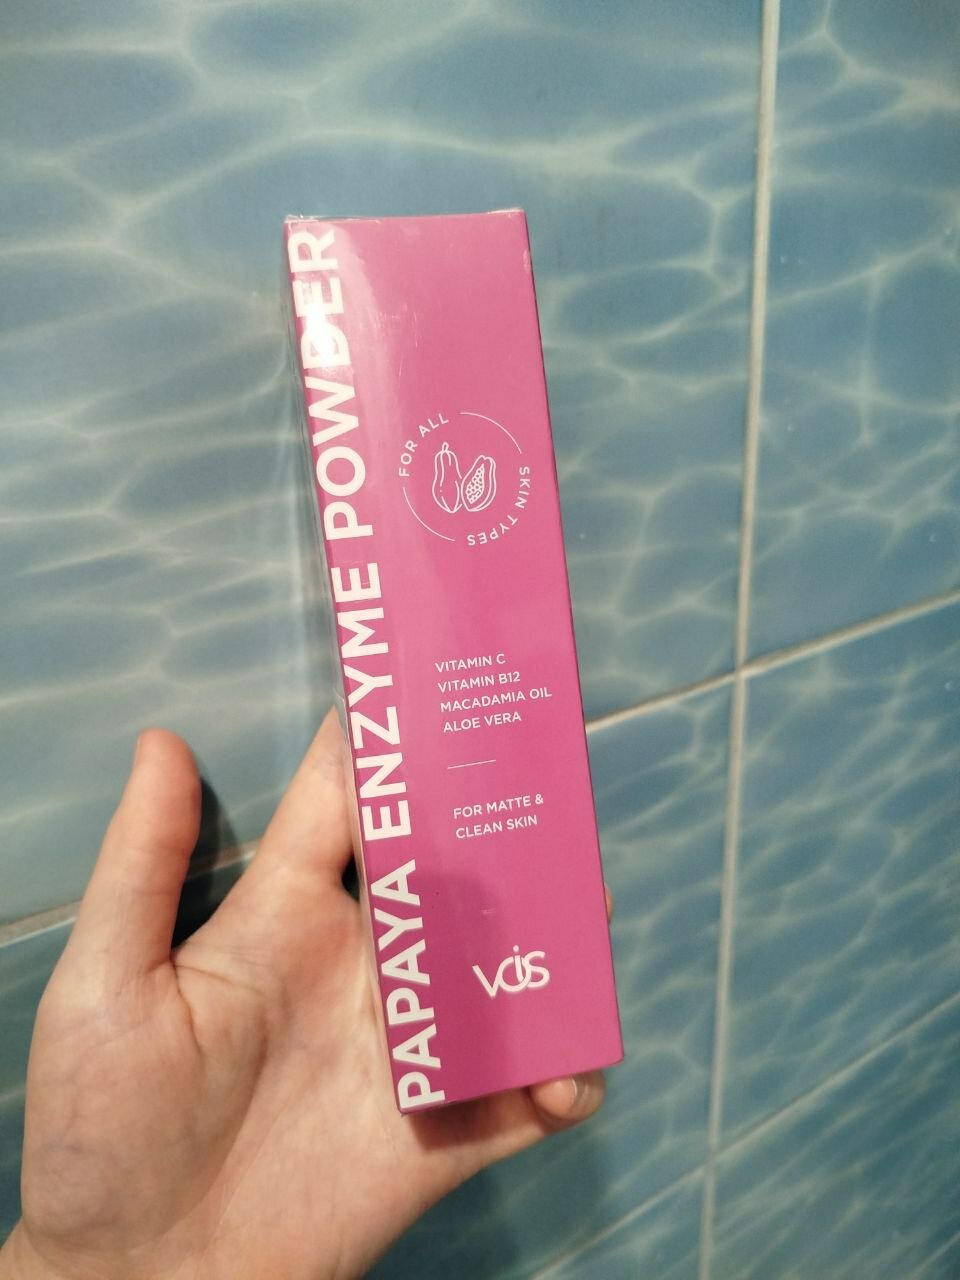 PAPAYA ENZYME POWDER
FOR ALL
SKIN TYPES
VITAMIN C
VITAMIN B12
MACADAMIA OIL
ALOE VERA
FOR MATTE &
CLEAN SKIN
VOIS